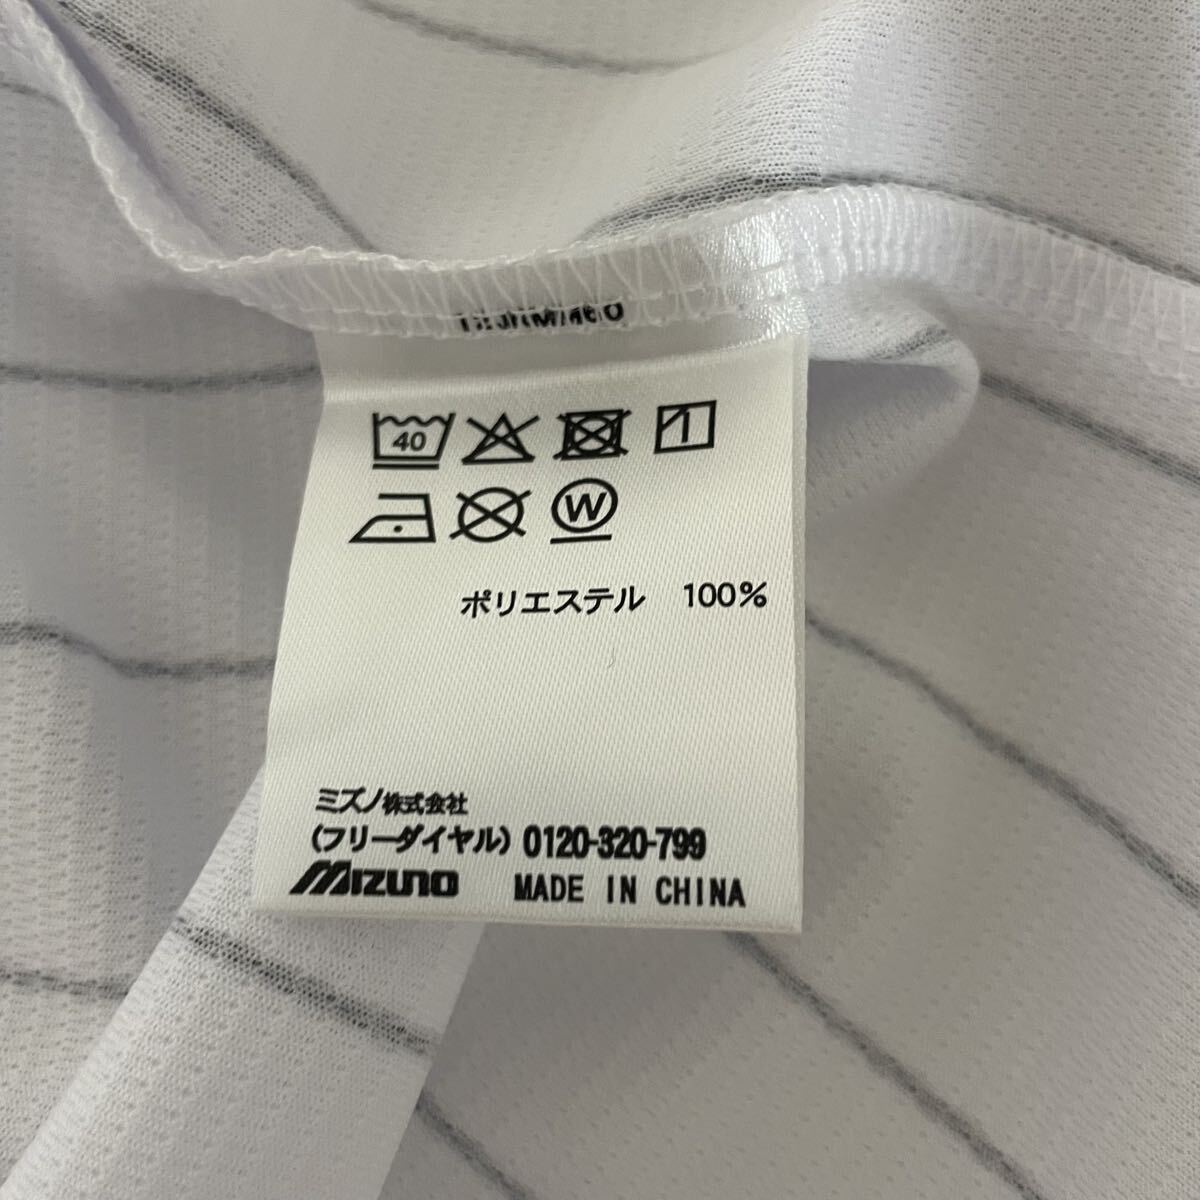 40
W
ポリエステル 100%
ミズノ株式会社
(フリーダイヤル) 0120-320-799
MIZUNO MADE IN CHINA